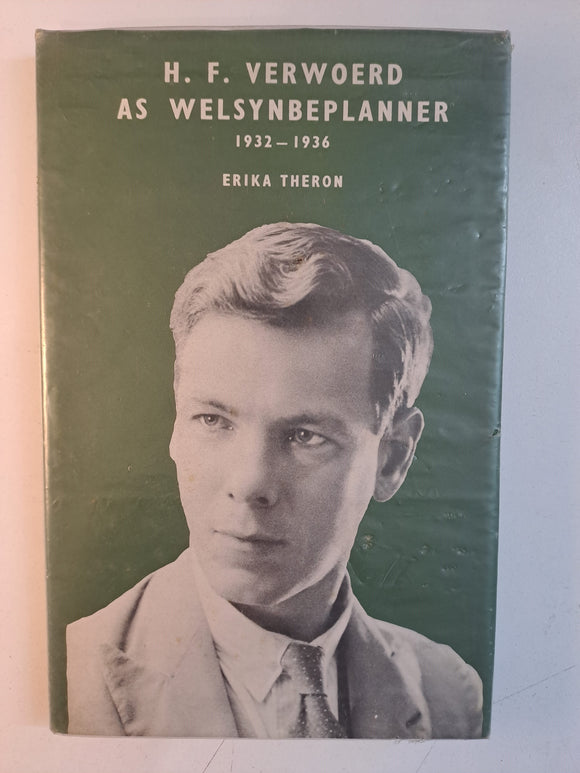 H. F. VERWOERD
AS WELSYNBEPLANNER
1932–1936
ERIKA THERON